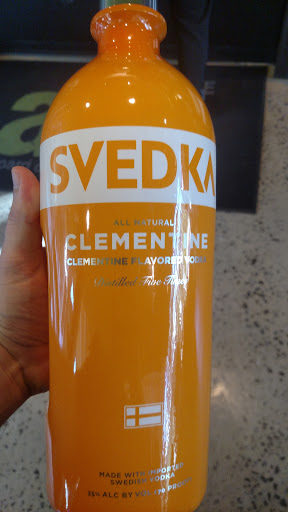 SVEDKA
ALL NATURAL
CLEMENTINE
CLEMENTINE FLAVORED VODKA
Distilled Five Times
MADE WITH IMPORTED
SWEDISH VODKA
35% ALC BY VOL / 70 PROOF